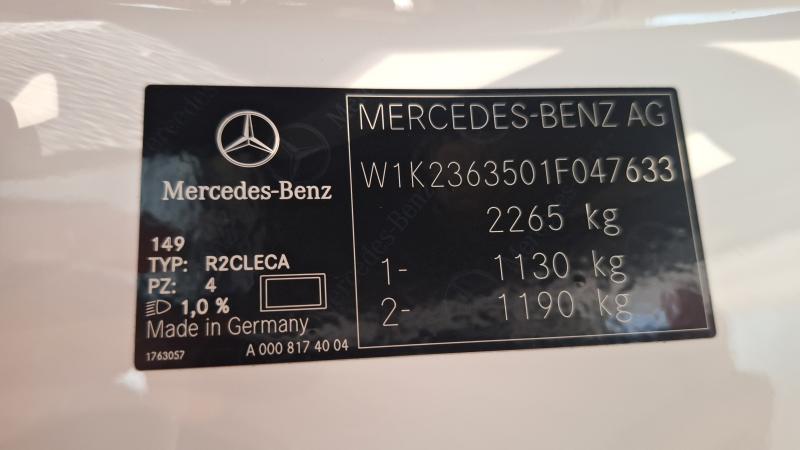 Mercedes-Benz
149
TYP: R2CLECA
PZ: 4
1,0 %
Made in Germany
1763057
A 000 817 40 04
MERCEDES-BENZ AG
W1K2363501F047633
2265 kg
1- 1130 kg
2- 1190 kg